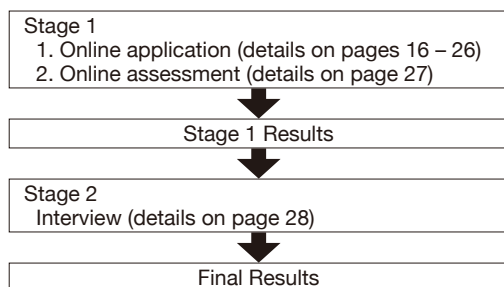 Stage 1
1. Online application (details on pages 16 – 26)
2. Online assessment (details on page 27)
Stage 1 Results
Stage 2
Interview (details on page 28)
Final Results